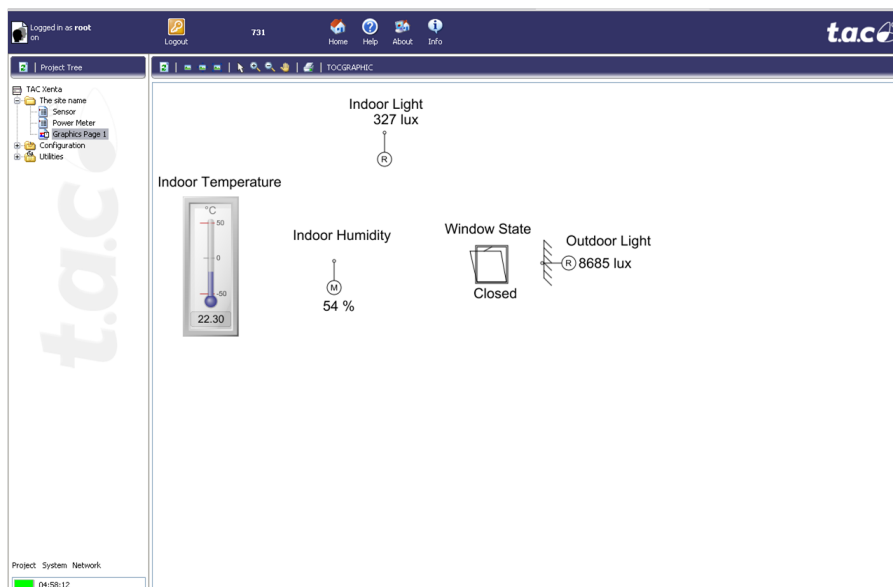 Logged in as root
on
Logout
731
Home
Help
About
Info
t.a.c
Project Tree
TOCGRAPHIC
TAC Xenta
The site name
Sensor
Power Meter
Graphics Page 1
Configuration
Utilities
t.a.c
Indoor Light
327 lux
R
Indoor Temperature
°C
50
0
-50
22.30
Indoor Humidity
M
54 %
Window State
Closed
Outdoor Light
R 8685 lux
Project System Network
04:58:12